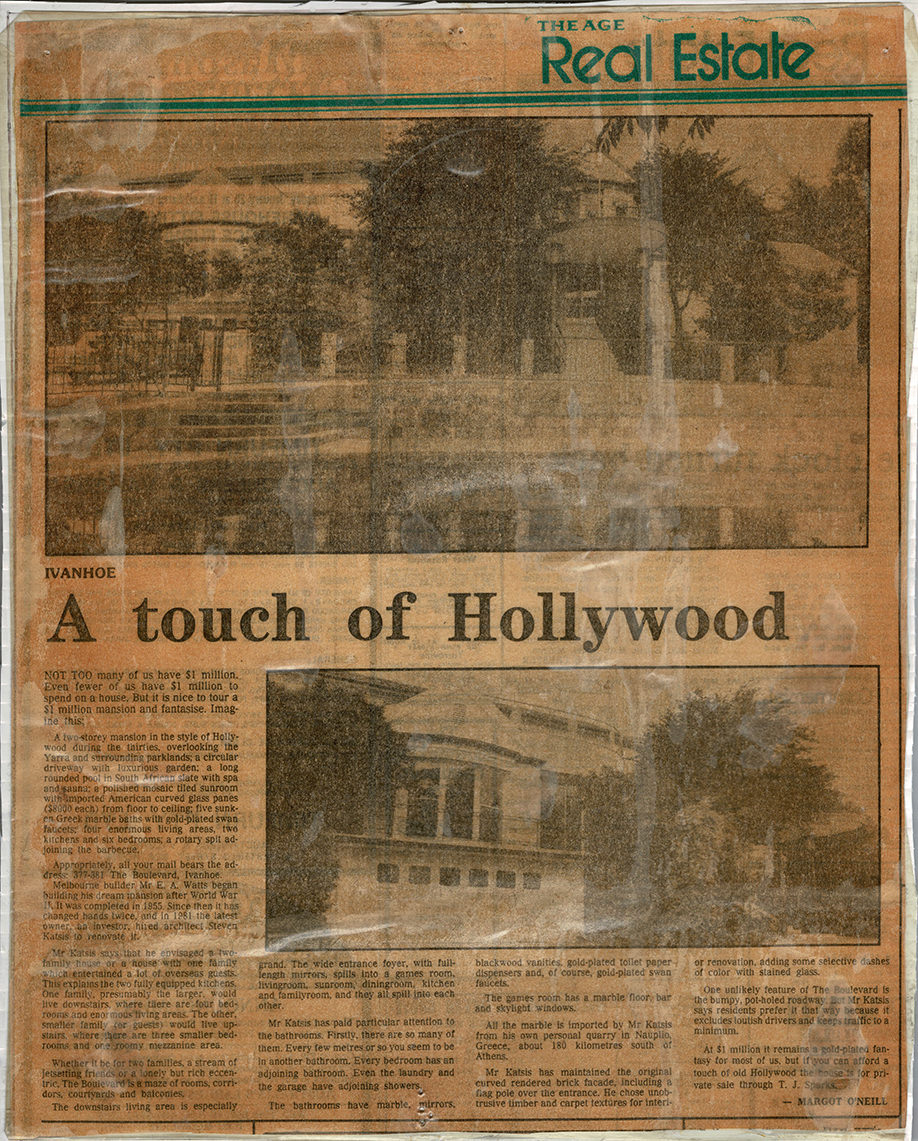 THE AGE
Real Estate
IVANHOE
A touch of Hollywood
NOT TOO many of us have $1 million.
Even fewer of us have $1 million to
spend on a house. But it is nice to tour a
$1 million mansion and fantasise. Imag-
ine this:
A two-storey mansion in the style of Holly-
wood during the thirties, overlooking the
Yarra and surrounding parklands; a circular
driveway with luxurious garden; a long
rounded pool in South African slate with spa
and sauna; a polished mosaic tiled sunroom
with imported American curved glass panes
each) from floor to ceiling; five sunk-
en Greek marble baths with gold-plated swan
faucets; four enormous living areas, two
kitchens and six bedrooms; a rotary spit ad-
joining the barbecue.
Appropriately, all your mail bears the ad-
dress: 377-381 The Boulevard, Ivanhoe.
Melbourne builder Mr E. A. Watts began
building his dream mansion after World War
II. It was completed in 1955. Since then it has
changed hands twice, and in 1981 the latest
owner, an investor, hired architect Steven
Katsis to renovate it.
Mr Katsis says that he envisaged a two-
family house or a house with one family
which entertained a lot of overseas guests.
This explains the two fully equipped kitchens.
One family, presumably the larger, would
live downstairs, where there are four bed-
rooms and enormous living areas. The other,
smaller family (or guests) would live up-
stairs, where there are three smaller bed-
rooms and a roomy mezzanine area.
Whether it be for two families, a stream of
jetsetting friends or a lonely but rich eccen-
tric, The Boulevard is a maze of rooms, corri-
dors, courtyards and balconies.
The downstairs living area is especially
grand. The wide entrance foyer, with full-
length mirrors, spills into a games room,
livingroom, sunroom, diningroom, kitchen
and familyroom, and they all spill into each
other.
Mr Katsis has paid particular attention to
the bathrooms. Firstly, there are so many of
them. Every few metres or so you seem to be
in another bathroom. Every bedroom has an
adjoining bathroom. Even the laundry and
the garage have adjoining showers.
The bathrooms have marble, mirrors,
blackwood vanities, gold-plated toilet paper
dispensers and, of course, gold-plated swan
faucets.
The games room has a marble floor, bar
and skylight windows.
All the marble is imported by Mr Katsis
from his own personal quarry in Nauplio,
Greece, about 180 kilometres south of
Athens.
Mr Katsis has maintained the original
curved rendered brick facade, including a
flag pole over the entrance. He chose unob-
trusive timber and carpet textures for interi-
or renovation, adding some selective dashes
of color with stained glass.
One unlikely feature of The Boulevard is
the bumpy, pot-holed roadway. But Mr Katsis
says residents prefer it that way because it
excludes loutish drivers and keeps traffic to a
minimum.
At $1 million it remains a gold-plated fan-
tasy for most of us, but if you can afford a
touch of old Hollywood the house is for pri-
vate sale through T. J. Sparks.
— MARGOT O'NEILL